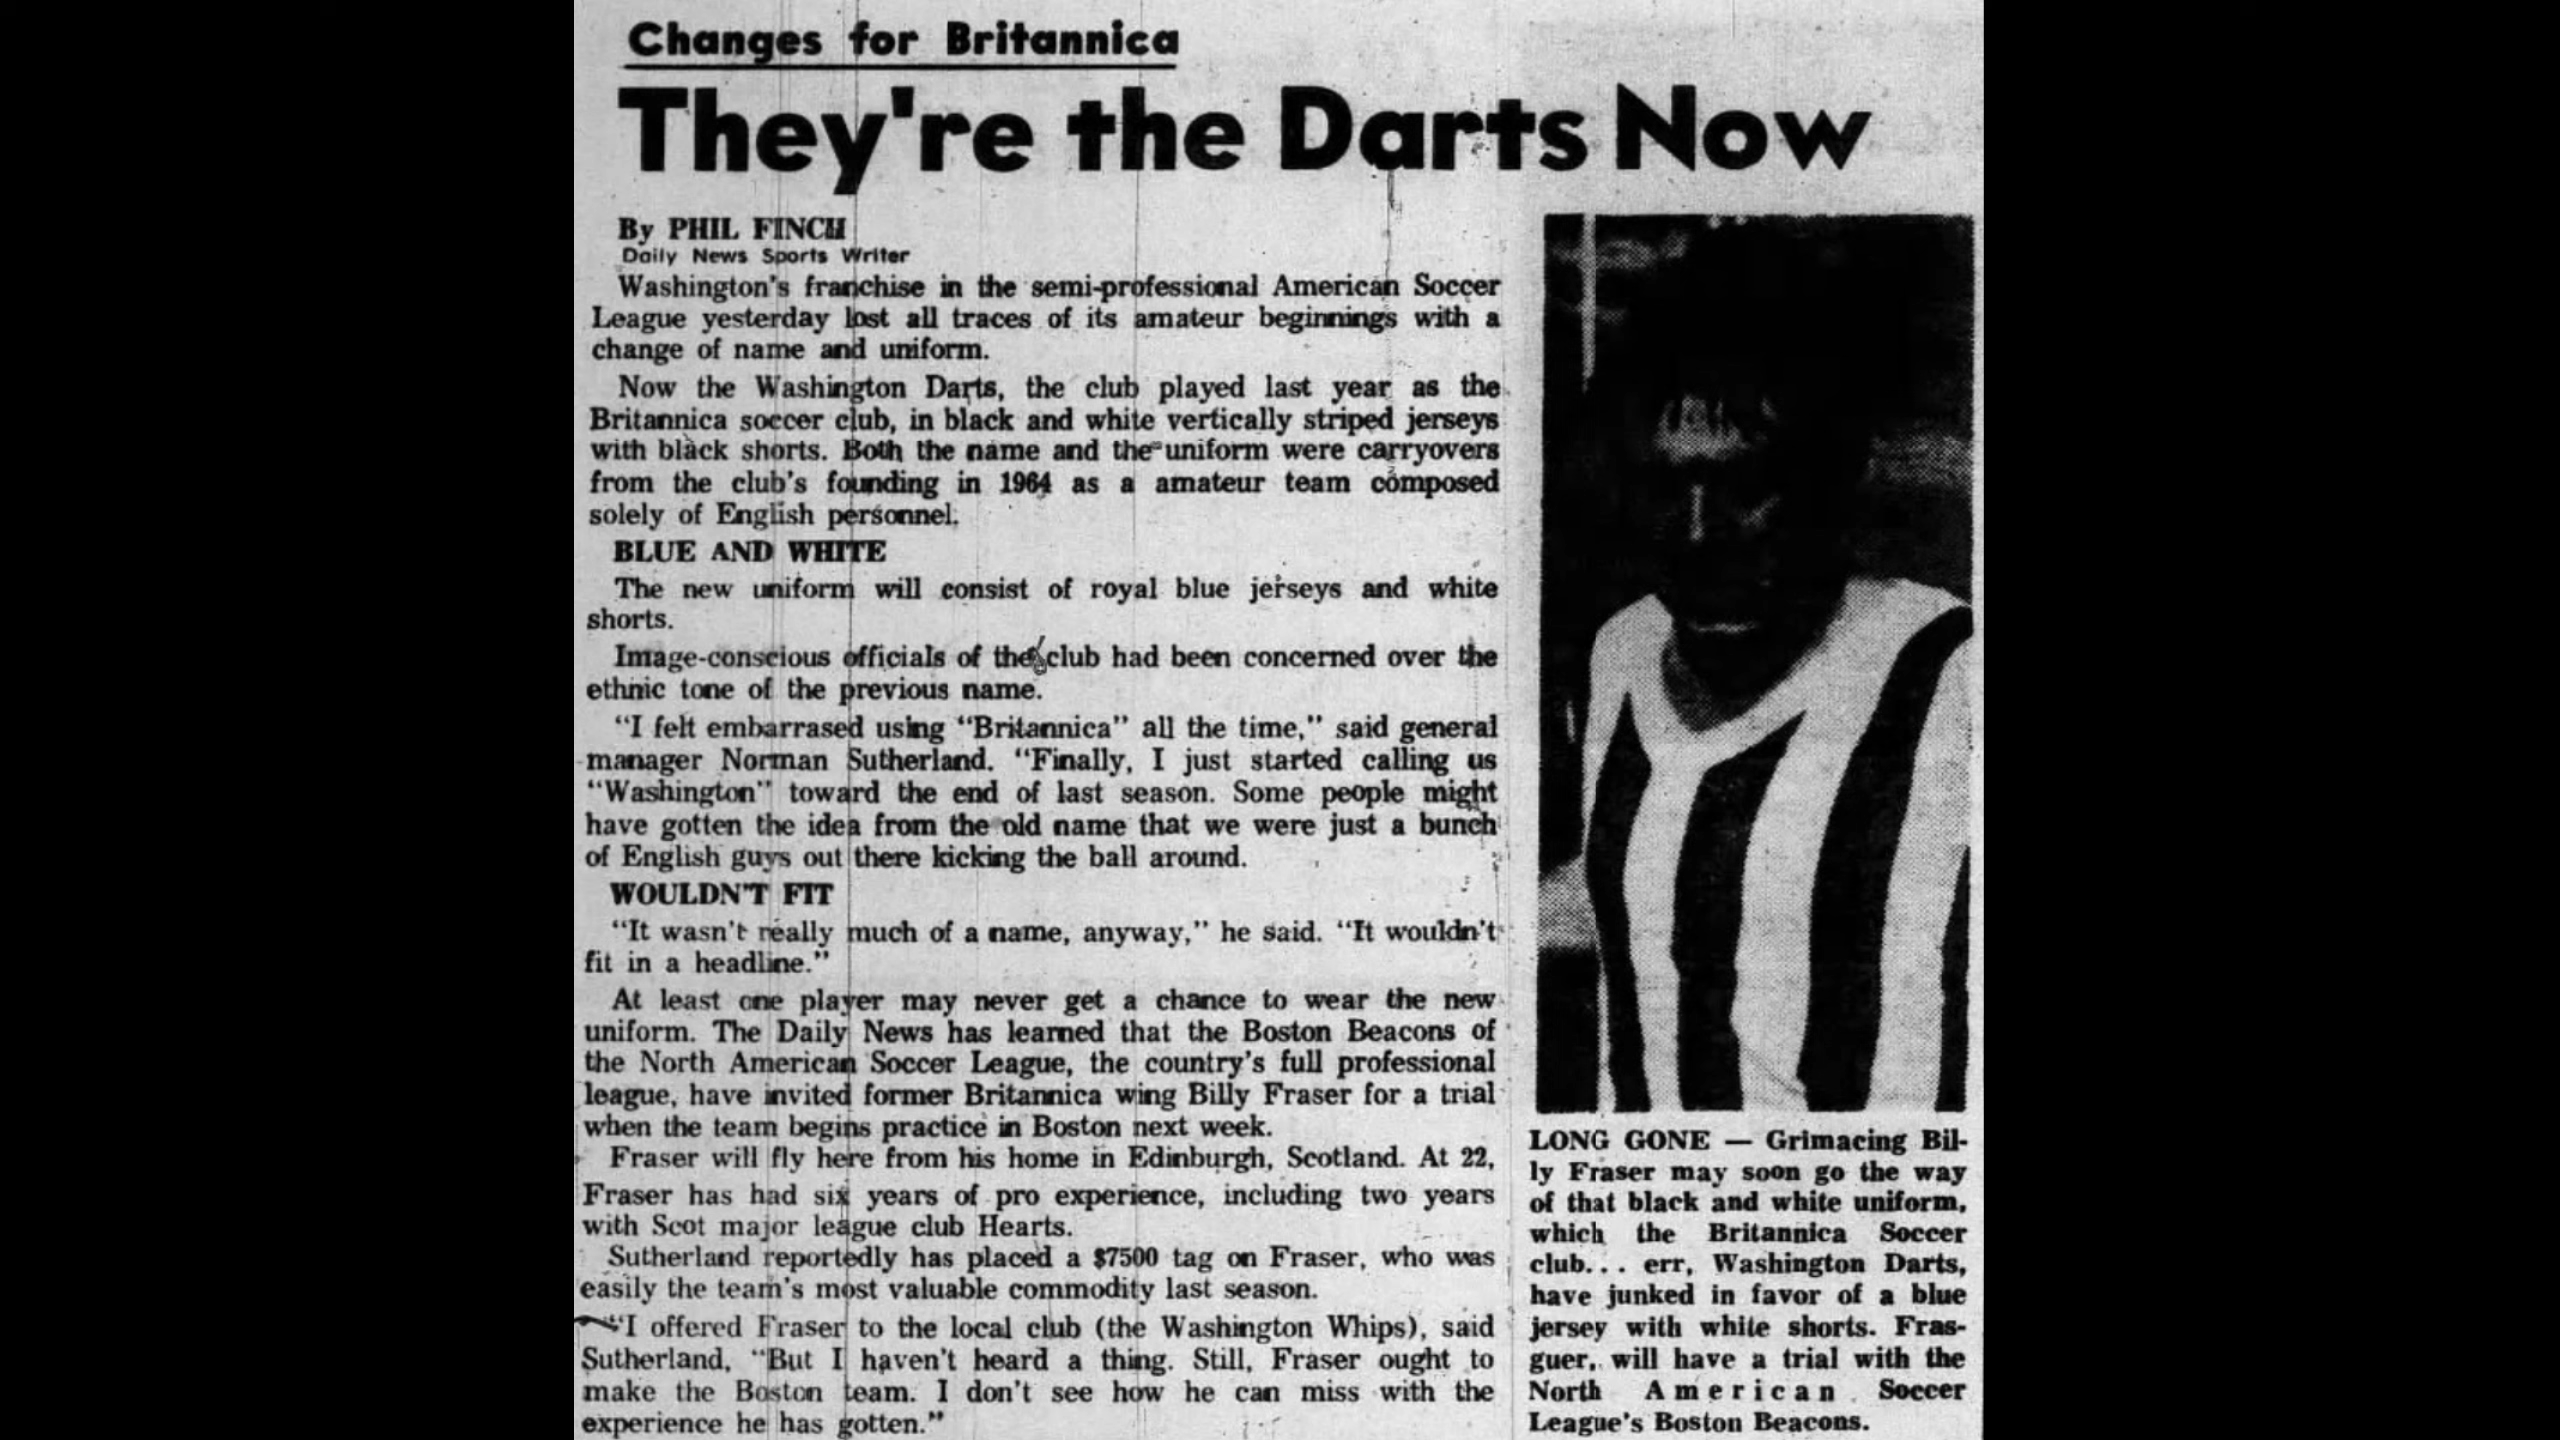 Changes for Britannica
They're the Darts Now
By PHIL FINCH
Daily News Sports Writer
Washington's franchise in the semi-professional American Soccer
League yesterday lost all traces of its amateur beginnings with a
change of name and uniform.
Now the Washington Darts, the club played last year as the
Britannica soccer club, in black and white vertically striped jerseys
with black shorts. Both the name and the uniform were carryovers
from the club's founding in 1964 as a amateur team composed
solely of English personnel.
BLUE AND WHITE
The new uniform will consist of royal blue jerseys and white
shorts.
Image-conscious officials of the club had been concerned over the
ethnic tone of the previous name.
"I felt embarrased using "Britannica" all the time," said general
manager Norman Sutherland. "Finally, I just started calling us
"Washington" toward the end of last season. Some people might
have gotten the idea from the old name that we were just a bunch
of English guys out there kicking the ball around.
WOULDN'T FIT
"It wasn't really much of a name, anyway," he said. "It wouldn't
fit in a headline."
At least one player may never get a chance to wear the new
uniform. The Daily News has learned that the Boston Beacons of
the North American Soccer League, the country's full professional
league, have invited former Britannica wing Billy Fraser for a trial
when the team begins practice in Boston next week.
Fraser will fly here from his home in Edinburgh, Scotland. At 22,
Fraser has had six years of pro experience, including two years
with Scot major league club Hearts.
Sutherland reportedly has placed a $7500 tag on Fraser, who was
easily the team's most valuable commodity last season.
"I offered Fraser to the local club (the Washington Whips), said
Sutherland, "But I haven't heard a thing. Still, Fraser ought to
make the Boston team. I don't see how he can miss with the
experience he has gotten."
LONG GONE — Grimacing Bil-
ly Fraser may soon go the way
of that black and white uniform,
which the Britannica Soccer
club... err, Washington Darts,
have junked in favor of a blue
jersey with white shorts. Fras-
guer, will have a trial with the
North American Soccer
League's Boston Beacons.